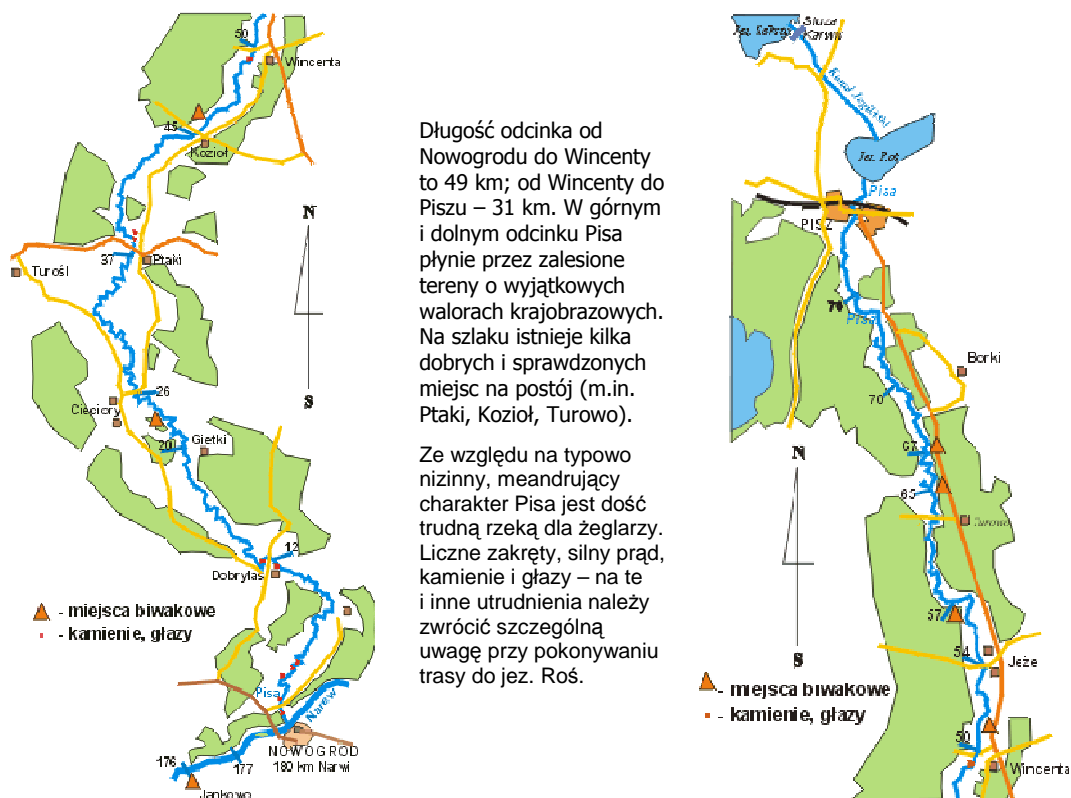 50
Wincenta
45
Kozioł
N
37
Ptaki
Turośl
S
26
Cieciory
20
Gietki
12
Dobrylas
- miejsca biwakowe
- kamienie, głazy
Pisa
Narew
NOWOGRÓD
180 km Narwi
176
177
Jankowo
Długość odcinka od
Nowogrodu do Wincenty
to 49 km; od Wincenty do
Piszu – 31 km. W górnym
i dolnym odcinku Pisa
płynie przez zalesione
tereny o wyjątkowych
walorach krajobrazowych.
Na szlaku istnieje kilka
dobrych i sprawdzonych
miejsc na postój (m.in.
Ptaki, Kozioł, Turowo).
Ze względu na typowo
nizinny, meandrujący
charakter Pisa jest dość
trudną rzeką dla żeglarzy.
Liczne zakręty, silny prąd,
kamienie i głazy – na te
i inne utrudnienia należy
zwrócić szczególną
uwagę przy pokonywaniu
trasy do jez. Roś.
Śluza
Karwik
Jez. Roś
Pisa
PISZ
70
Pisa
Borki
70
67
65
Turowo
N
57
54
Jeże
S
- miejsca biwakowe
- kamienie, głazy
50
Wincenta